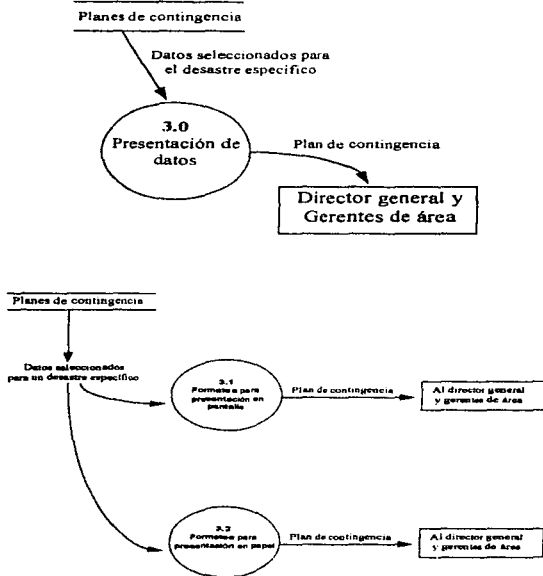 Planes de contingencia
Datos seleccionados para
el desastre especifico
3.0
Presentación de
datos
Plan de contingencia
Director general y
Gerentes de área
Planes de contingencia
Datos seleccionados
para un desastre específico
3.1
Formatea para
presentación en
pantalla
Plan de contingencia
Al director general
y gerentes de área
3.2
Formatea para
presentación en papel
Plan de contingencia
Al director general
y gerentes de área